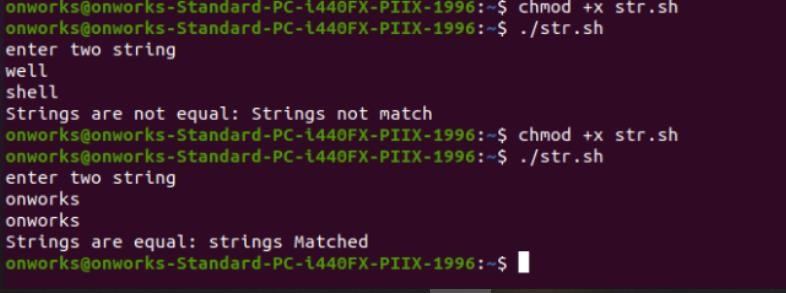 onworks@onworks-Standard-PC-i440FX-PIIX-1996:~$ chmod +x str.sh
onworks@onworks-Standard-PC-i440FX-PIIX-1996:~$ ./str.sh
enter two string
well
shell
Strings are not equal: Strings not match
onworks@onworks-Standard-PC-i440FX-PIIX-1996:~$ chmod +x str.sh
onworks@onworks-Standard-PC-i440FX-PIIX-1996:~$ ./str.sh
enter two string
onworks
onworks
Strings are equal: strings Matched
onworks@onworks-Standard-PC-i440FX-PIIX-1996:~$